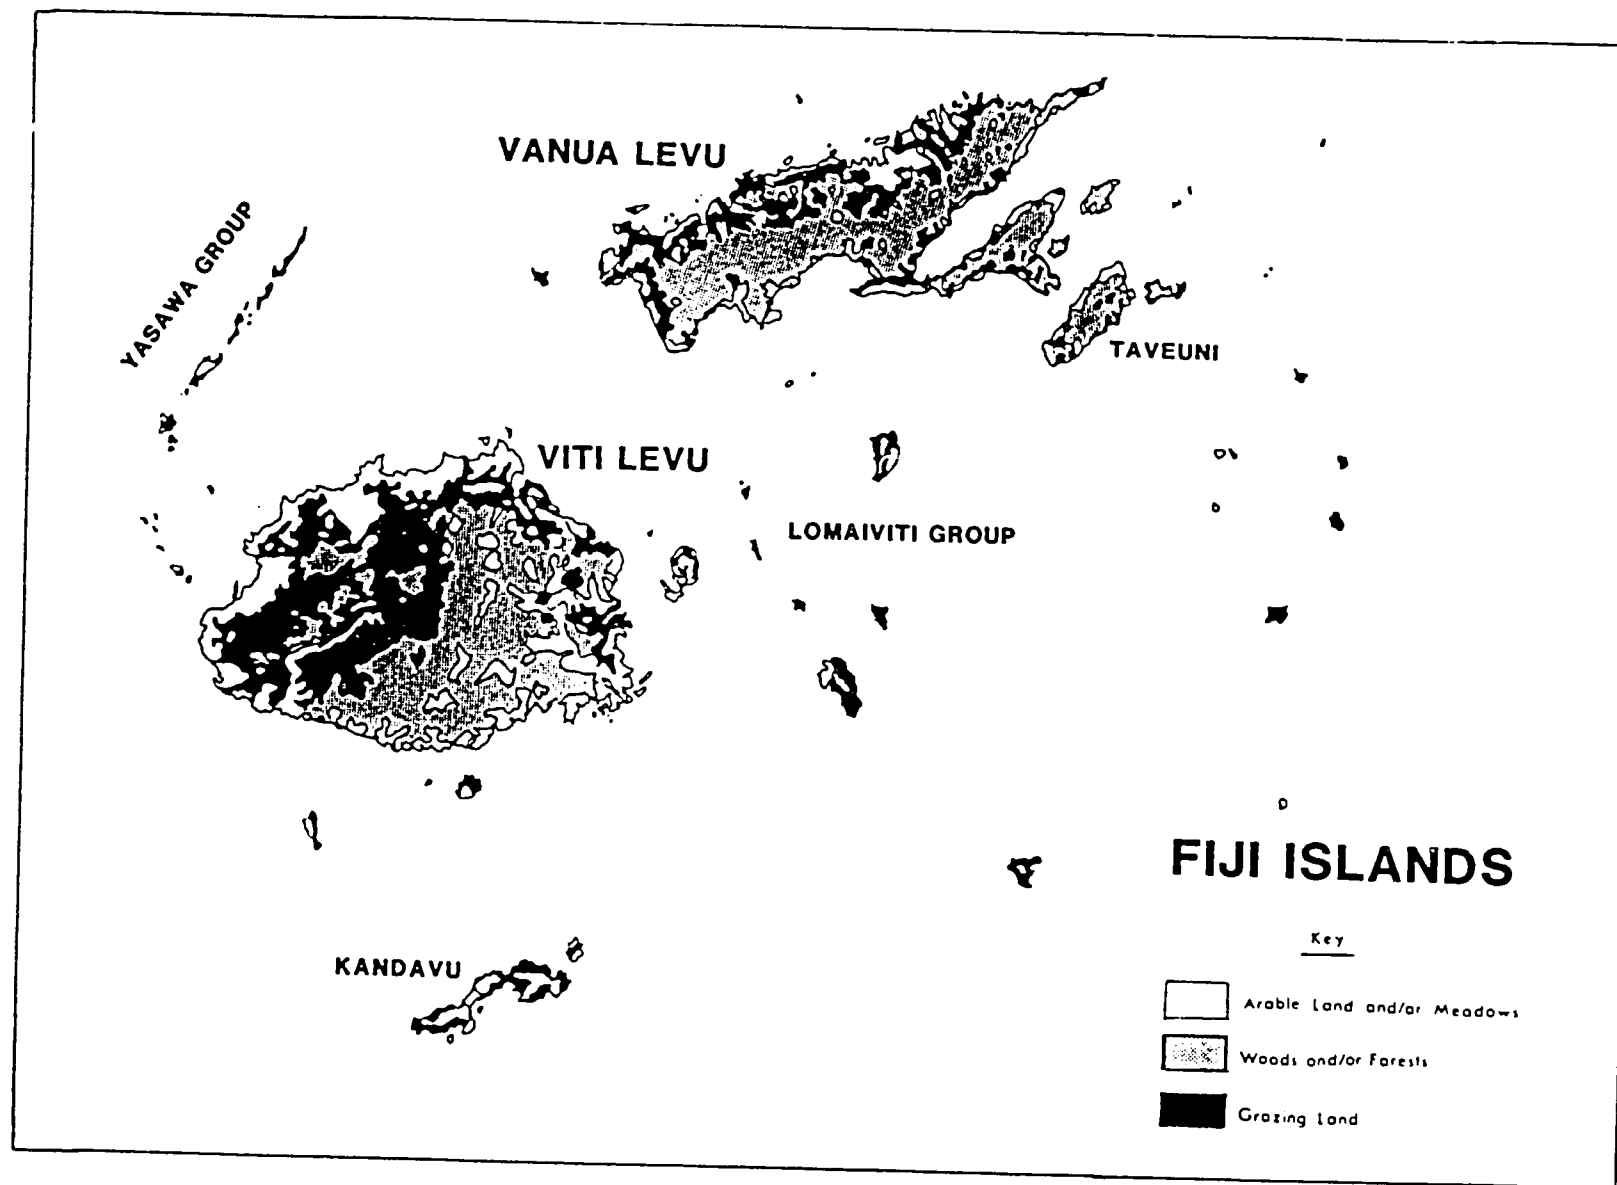 VANUA LEVU
YASAWA GROUP
TAVEUNI
VITI LEVU
LOMAIVITI GROUP
FIJI ISLANDS
Key
KANDAVU
Arable Land and/or Meadows
Woods and/or Forests
Grazing Land